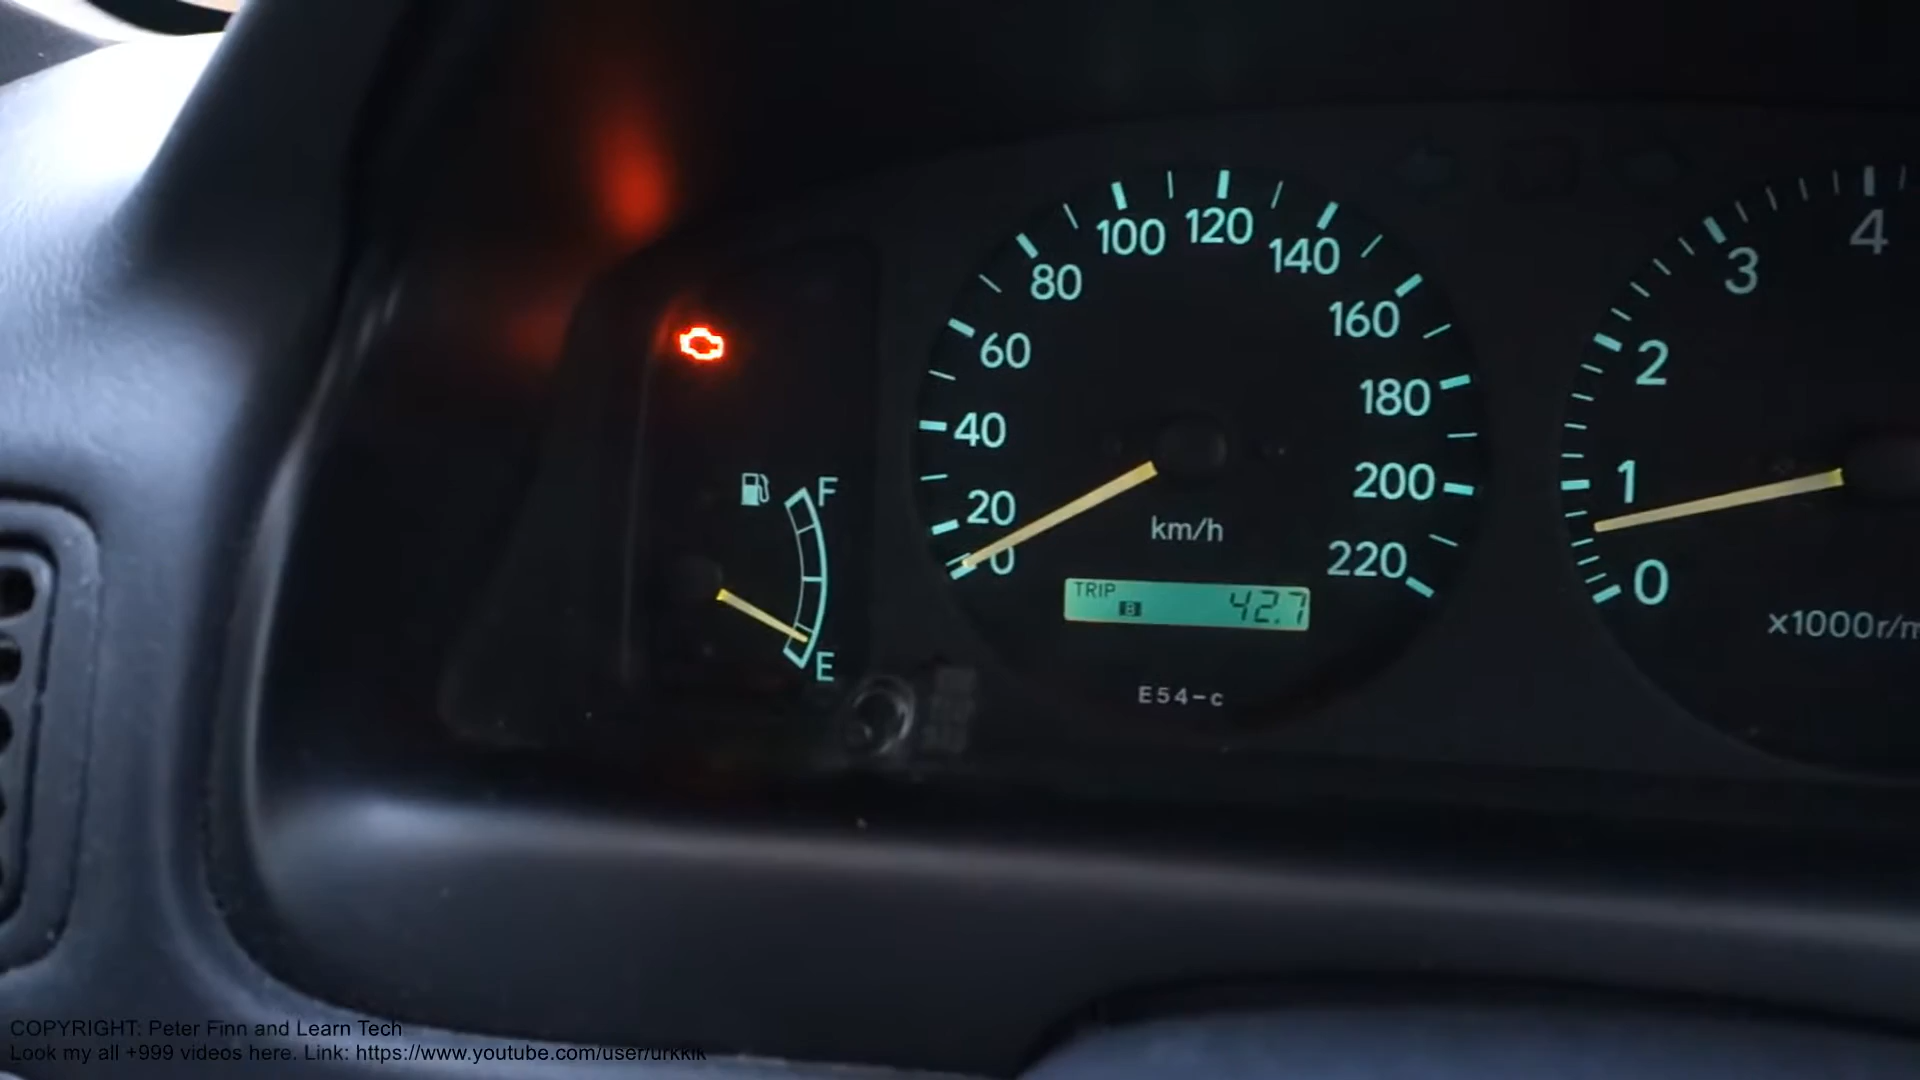 100 120 140
80 160
60 180
40 200
20 220
0
km/h
TRIP B 42.7
E54-c
F
E
4
3
2
1
0
x1000r/m
COPYRIGHT: Peter Finn and Learn Tech
Look my all +999 videos here. Link: https://www.youtube.com/user/urkkik